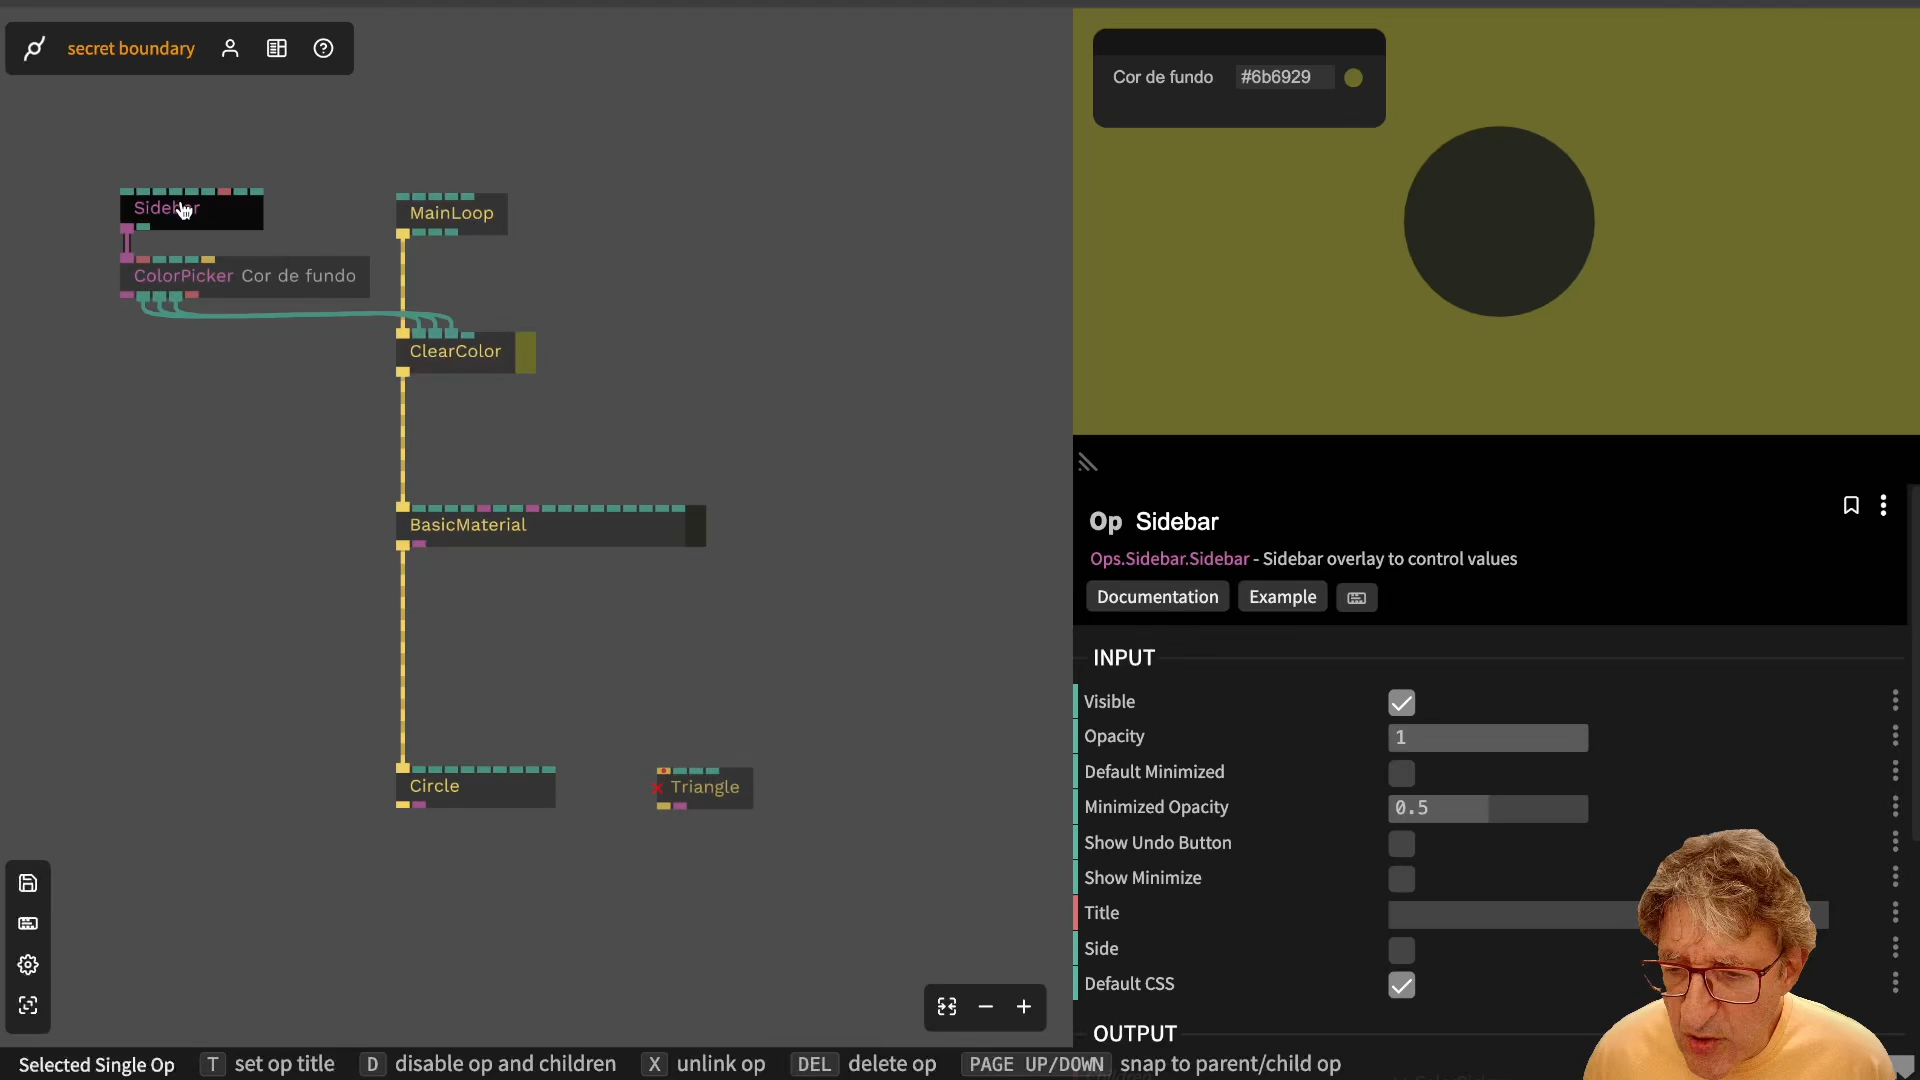 secret boundary
Sidebar
ColorPicker Cor de fundo
MainLoop
ClearColor
BasicMaterial
Circle
Triangle
Cor de fundo #6b6929
Op Sidebar
Ops.Sidebar.Sidebar - Sidebar overlay to control values
Documentation Example
INPUT
Visible
Opacity 1
Default Minimized
Minimized Opacity 0.5
Show Undo Button
Show Minimize
Title
Side
Default CSS
OUTPUT
Selected Single Op T set op title D disable op and children X unlink op DEL delete op PAGE UP/DOWN snap to parent/child op